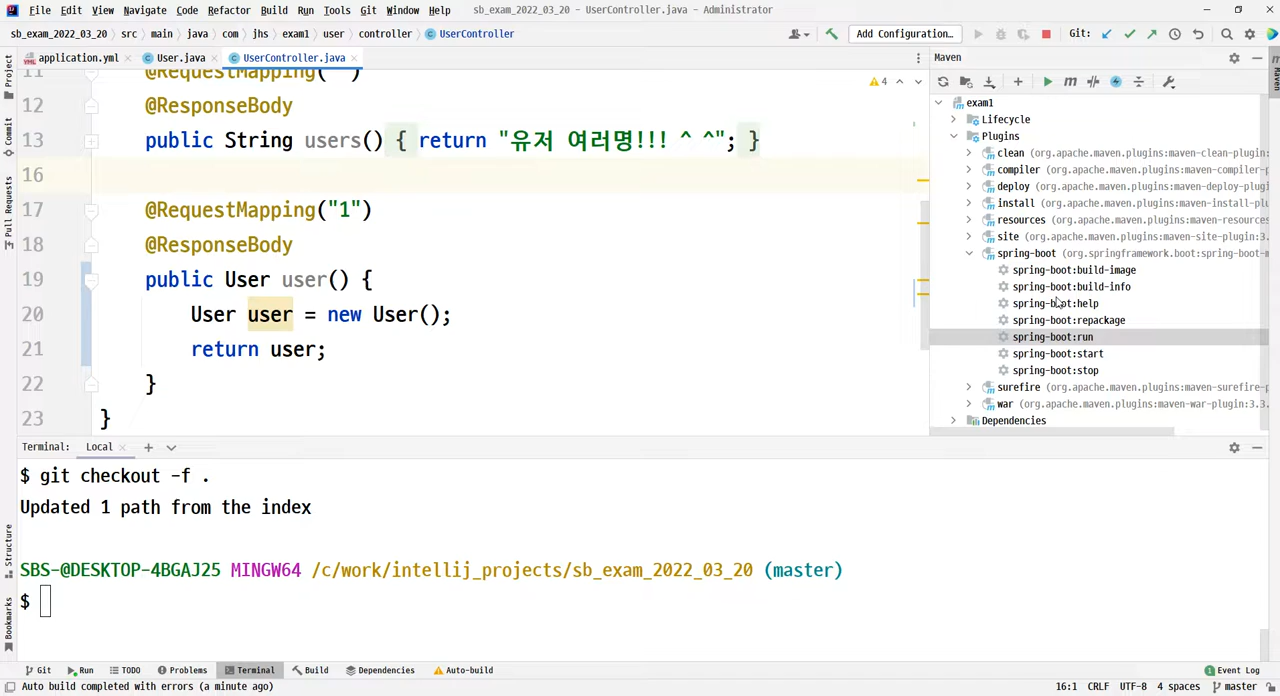 File Edit View Navigate Code Refactor Build Run Tools Git Window Help sb_exam_2022_03_20 - UserController.java - Administrator
sb_exam_2022_03_20 src main java com jhs exam1 user controller UserController Add Configuration... Git:
application.yml User.java UserController.java
Maven
11 @RequestMapping("")
12 @ResponseBody
13 public String users() { return "유저 여러명!!! ^ ^"; }
16
17 @RequestMapping("1")
18 @ResponseBody
19 public User user() {
20 User user = new User();
21 return user;
22 }
23 }
4
exam1
Lifecycle
Plugins
clean (org.apache.maven.plugins:maven-clean-plugin:
compiler (org.apache.maven.plugins:maven-compiler-p
deploy (org.apache.maven.plugins:maven-deploy-plugi
install (org.apache.maven.plugins:maven-install-plu
resources (org.apache.maven.plugins:maven-resources
site (org.apache.maven.plugins:maven-site-plugin:3.
spring-boot (org.springframework.boot:spring-boot-m
spring-boot:build-image
spring-boot:build-info
spring-boot:help
spring-boot:repackage
spring-boot:run
spring-boot:start
spring-boot:stop
surefire (org.apache.maven.plugins:maven-surefire-p
war (org.apache.maven.plugins:maven-war-plugin:3.3.
Dependencies
Project
Commit
Pull Requests
Structure
Bookmarks
Maven
Terminal: Local
$ git checkout -f .
Updated 1 path from the index
SBS-@DESKTOP-4BGAJ25 MINGW64 /c/work/intellij_projects/sb_exam_2022_03_20 (master)
$
Git Run TODO Problems Terminal Build Dependencies Auto-build 1 Event Log
Auto build completed with errors (a minute ago) 16:1 CRLF UTF-8 4 spaces master